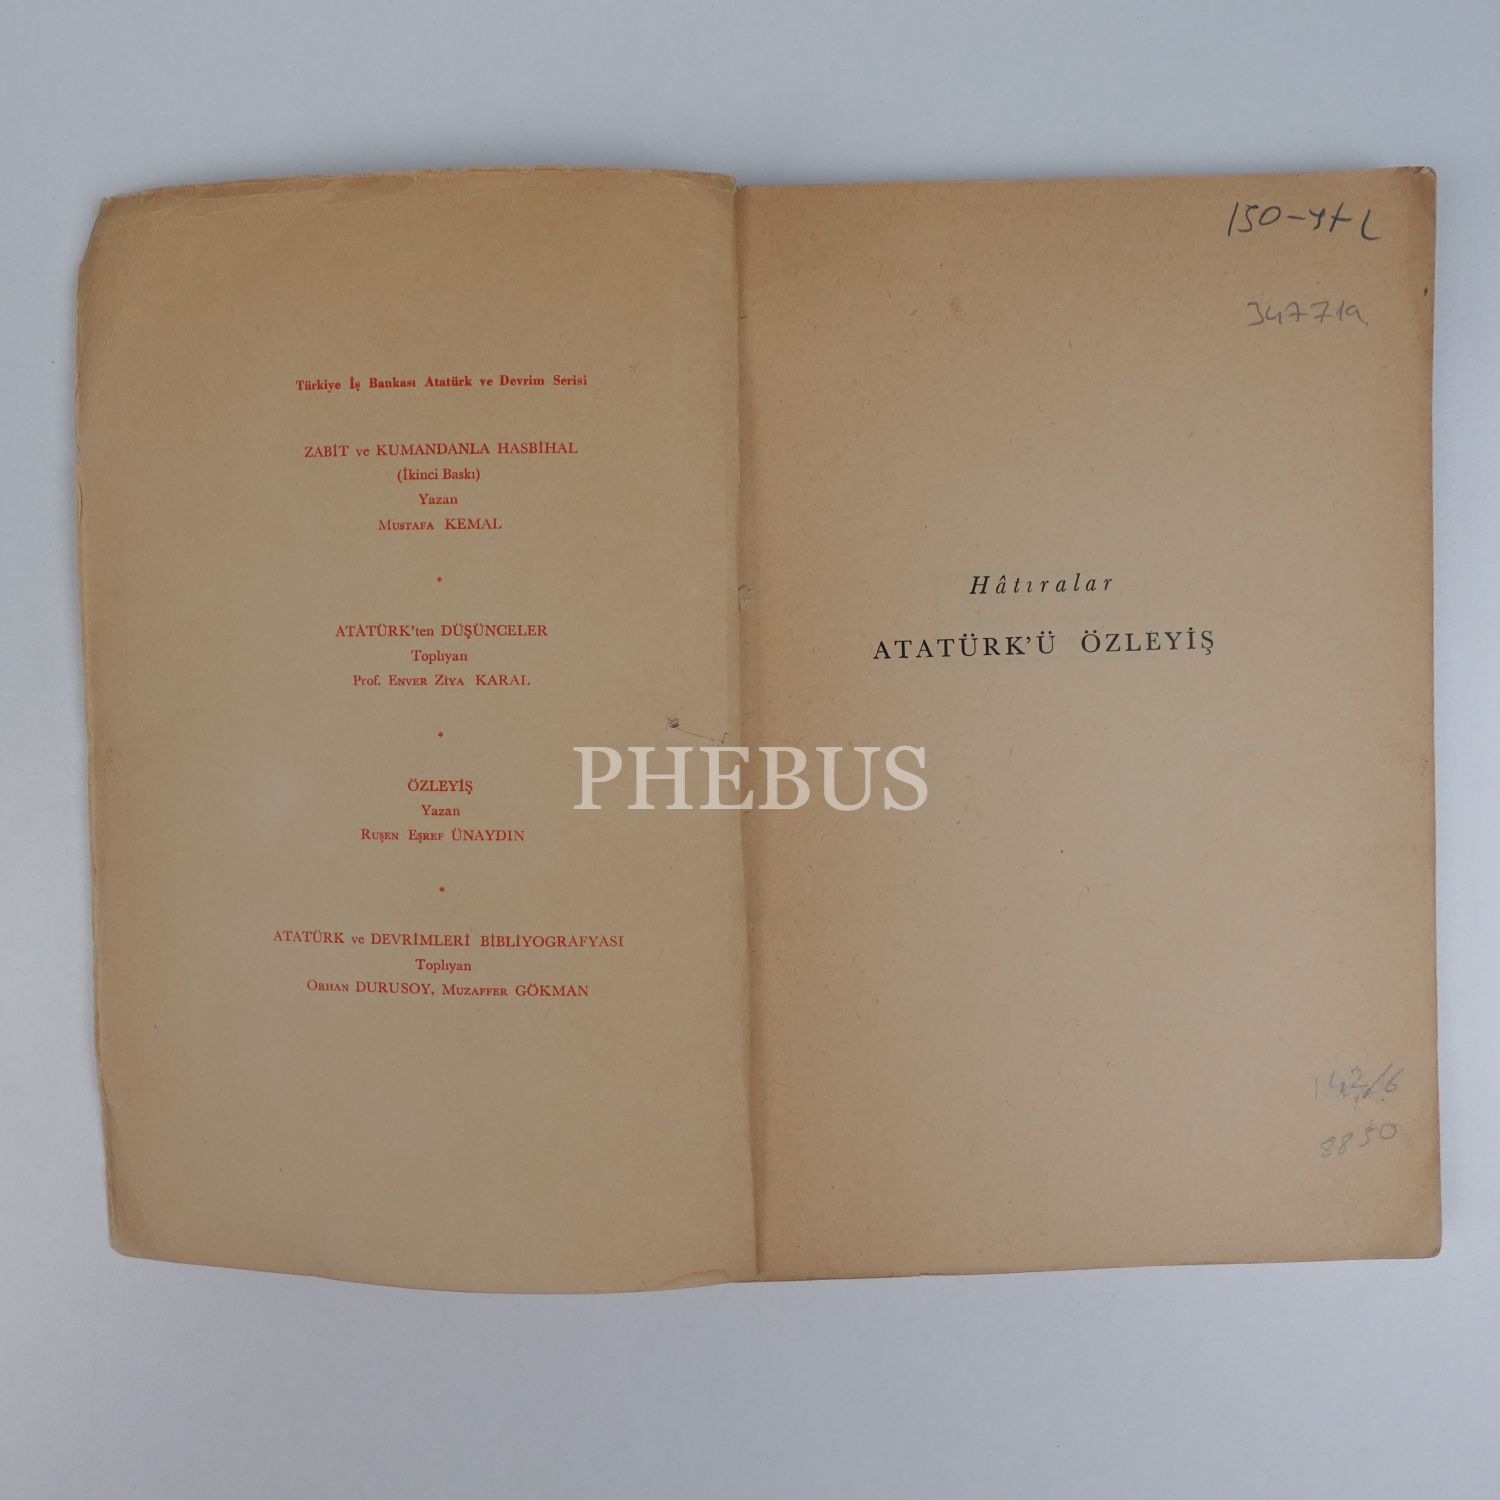 Türkiye İş Bankası Atatürk ve Devrim Serisi
ZABİT ve KUMANDANLA HASBİHAL
(İkinci Baskı)
Yazan
MUSTAFA KEMAL
*
ATATÜRK'ten DÜŞÜNCELER
Toplıyan
Prof. ENVER ZİYA KARAL
*
ÖZLEYİŞ
Yazan
RUŞEN EŞREF ÜNAYDIN
*
ATATÜRK ve DEVRİMLERİ BİBLİYOGRAFYASI
Toplıyan
ORHAN DURUSOY, MUZAFFER GÖKMAN
150-
Hâtıralar
ATATÜRK'Ü ÖZLEYİŞ
8850
PHEBUS